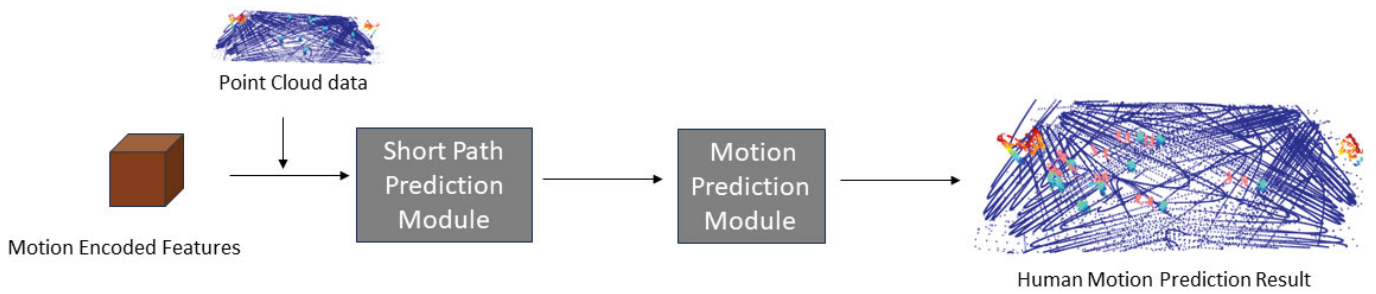 Point Cloud data
Motion Encoded Features
Short Path
Prediction
Module
Motion
Prediction
Module
Human Motion Prediction Result